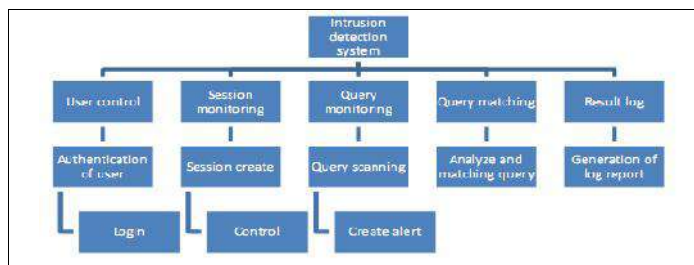 Intrusion
detection
system
User control
Session
monitoring
Query
monitoring
Query matching
Result log
Authentication
of user
Session create
Query scanning
Analyze and
matching query
Generation of
log report
Login
Control
Create alert